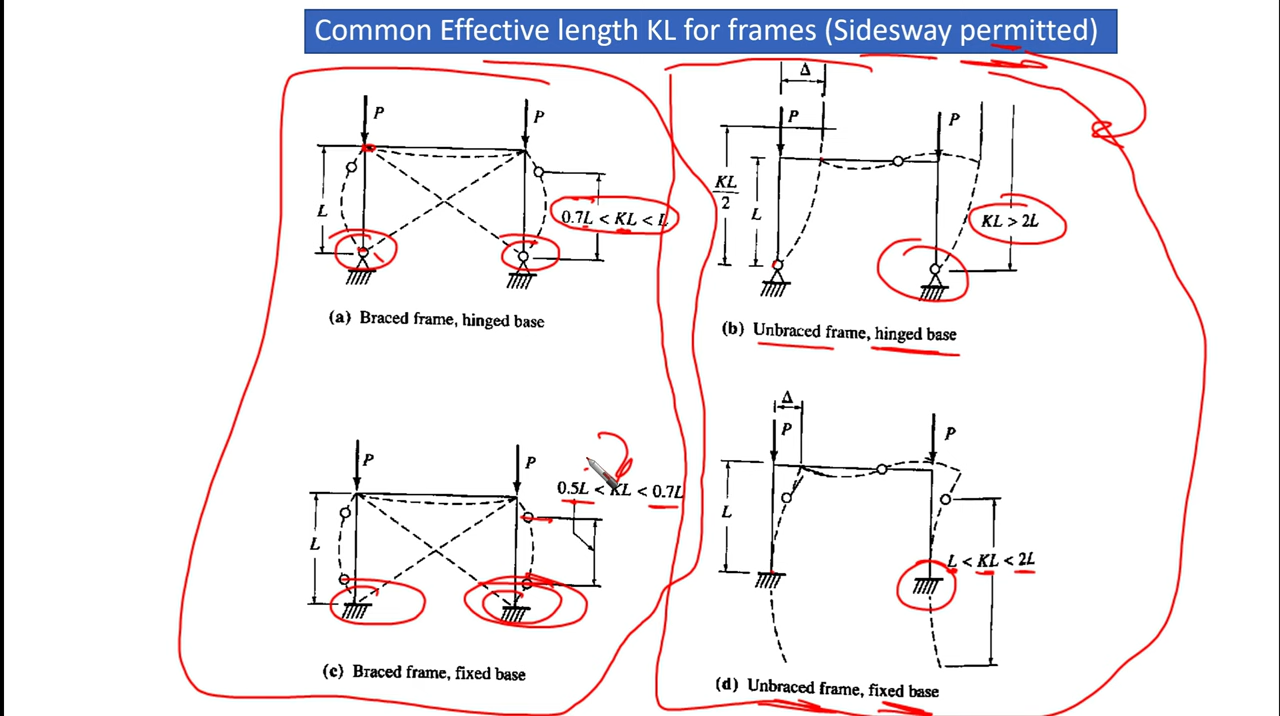 Common Effective length KL for frames (Sidesway permitted)
P
P
L
0.7L < KL < L
(a) Braced frame, hinged base
Δ
P
P
KL
2
L
KL > 2L
(b) Unbraced frame, hinged base
P
P
L
0.5L < KL < 0.7L
(c) Braced frame, fixed base
Δ
P
P
L
L < KL < 2L
(d) Unbraced frame, fixed base